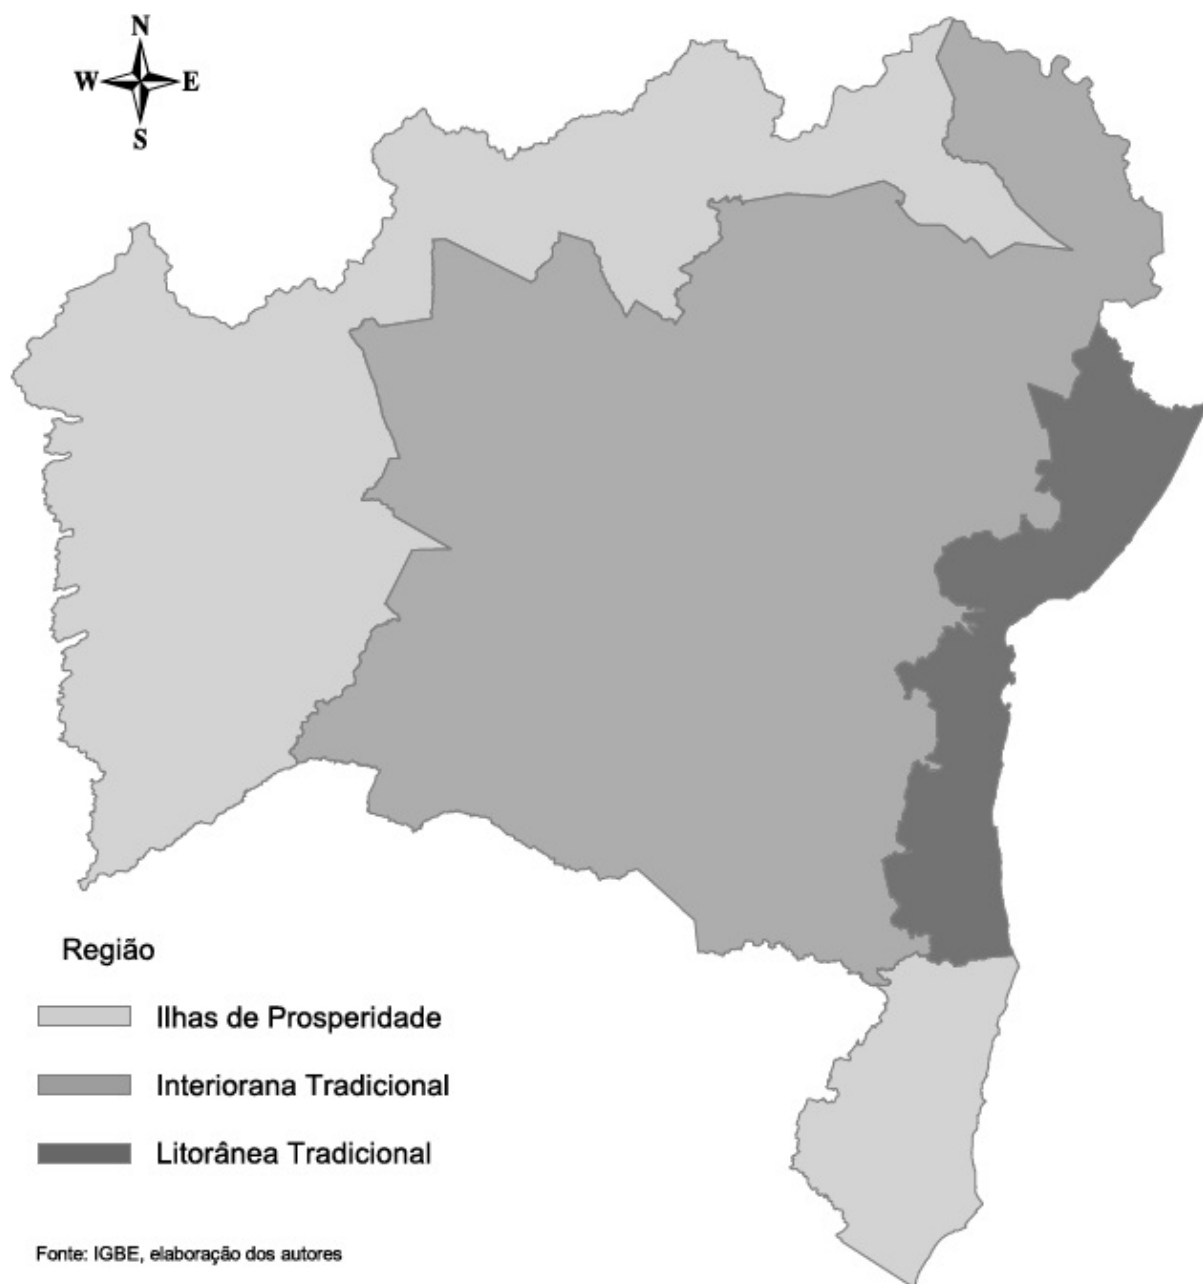 N
W E
S
Região
Ilhas de Prosperidade
Interiorana Tradicional
Litorânea Tradicional
Fonte: IGBE, elaboração dos autores